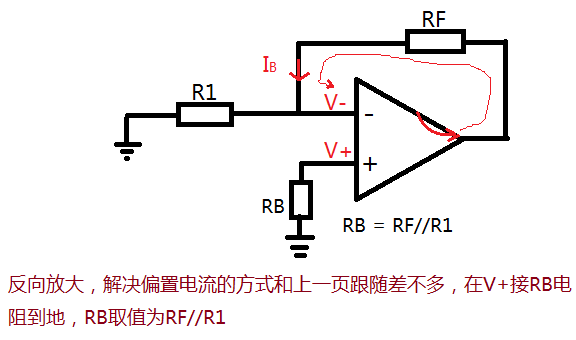 RF
IB
R1
V-
-
V+
+
RB
RB = RF//R1
反向放大，解决偏置电流的方式和上一页跟随差不多，在V+接RB电
阻到地，RB取值为RF//R1